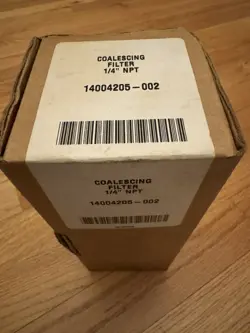 COALESCING
FILTER
1/4" NPT
14004205-002
COALESCING
FILTER
1/4" NPT
14004205-002